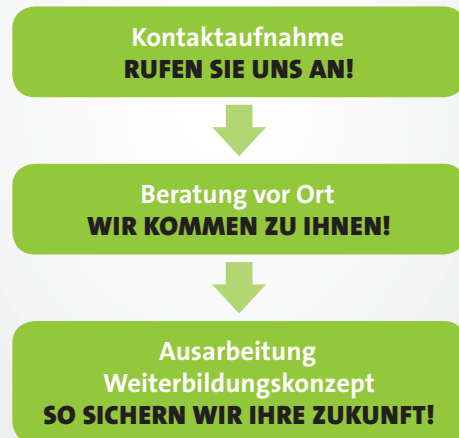 Kontaktaufnahme
RUFEN SIE UNS AN!
Beratung vor Ort
WIR KOMMEN ZU IHNEN!
Ausarbeitung
Weiterbildungskonzept
SO SICHERN WIR IHRE ZUKUNFT!